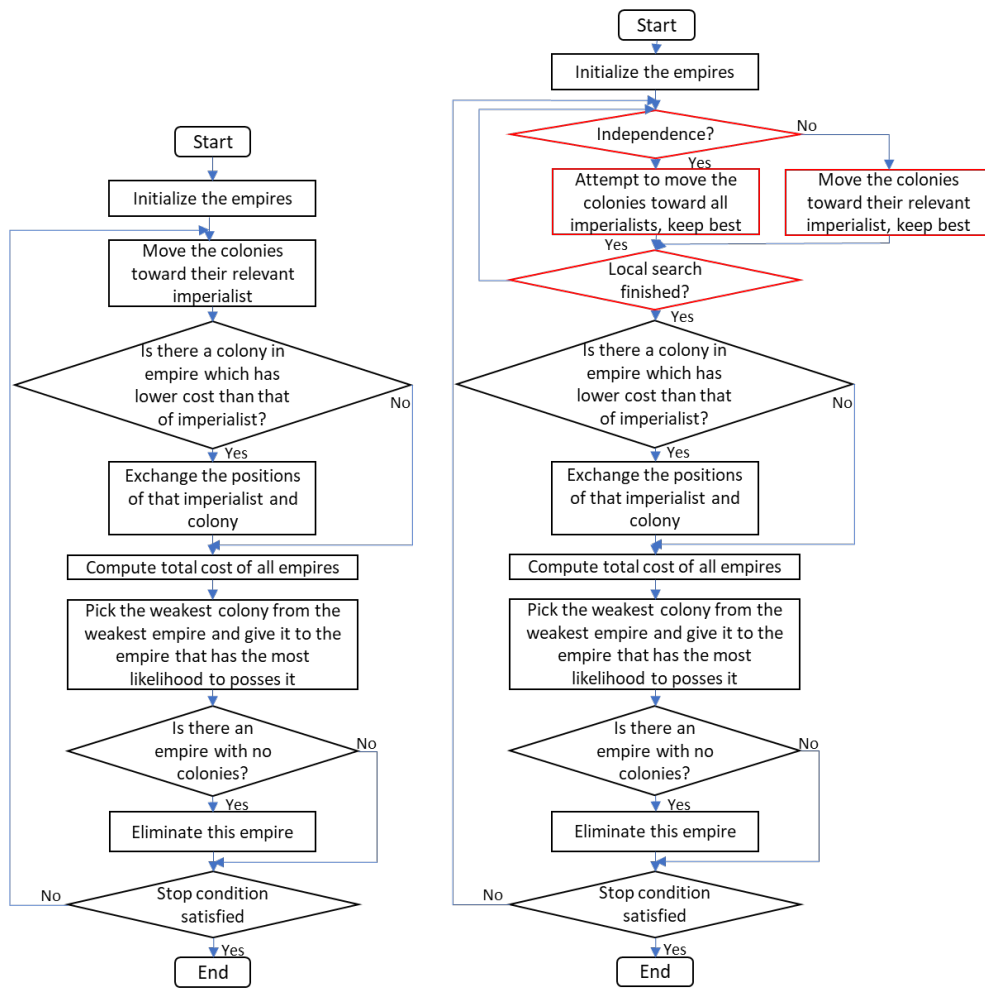 Start
Initialize the empires
Move the colonies
toward their relevant
imperialist
Is there a colony in
empire which has
lower cost than that
of imperialist?
No
Yes
Exchange the positions
of that imperialist and
colony
Compute total cost of all empires
Pick the weakest colony from the
weakest empire and give it to the
empire that has the most
likelihood to posses it
Is there an
empire with no
colonies?
No
Yes
Eliminate this empire
No
Stop condition
satisfied
Yes
End
Start
Initialize the empires
Independence?
No
Yes
Attempt to move the
colonies toward all
imperialists, keep best
Move the colonies
toward their relevant
imperialist, keep best
Yes
Local search
finished?
Yes
Is there a colony in
empire which has
lower cost than that
of imperialist?
No
Yes
Exchange the positions
of that imperialist and
colony
Compute total cost of all empires
Pick the weakest colony from the
weakest empire and give it to the
empire that has the most
likelihood to posses it
Is there an
empire with no
colonies?
No
Yes
Eliminate this empire
No
Stop condition
satisfied
Yes
End